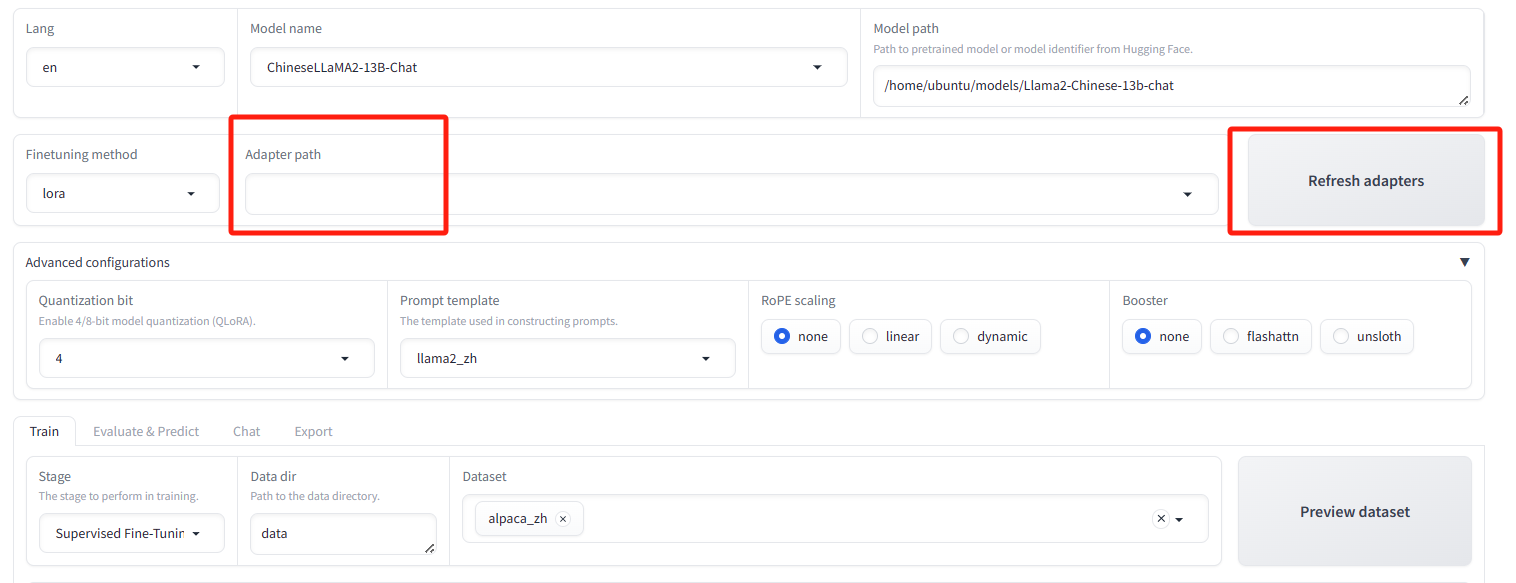 Lang
en
Model name
ChineseLLaMA2-13B-Chat
Model path
Path to pretrained model or model identifier from Hugging Face.
/home/ubuntu/models/Llama2-Chinese-13b-chat
Finetuning method
lora
Adapter path
Refresh adapters
Advanced configurations
Quantization bit
Enable 4/8-bit model quantization (QLoRA).
4
Prompt template
The template used in constructing prompts.
llama2_zh
RoPE scaling
none linear dynamic
Booster
none flashattn unsloth
Train Evaluate & Predict Chat Export
Stage
The stage to perform in training.
Supervised Fine-Tunin
Data dir
Path to the data directory.
data
Dataset
alpaca_zh
Preview dataset